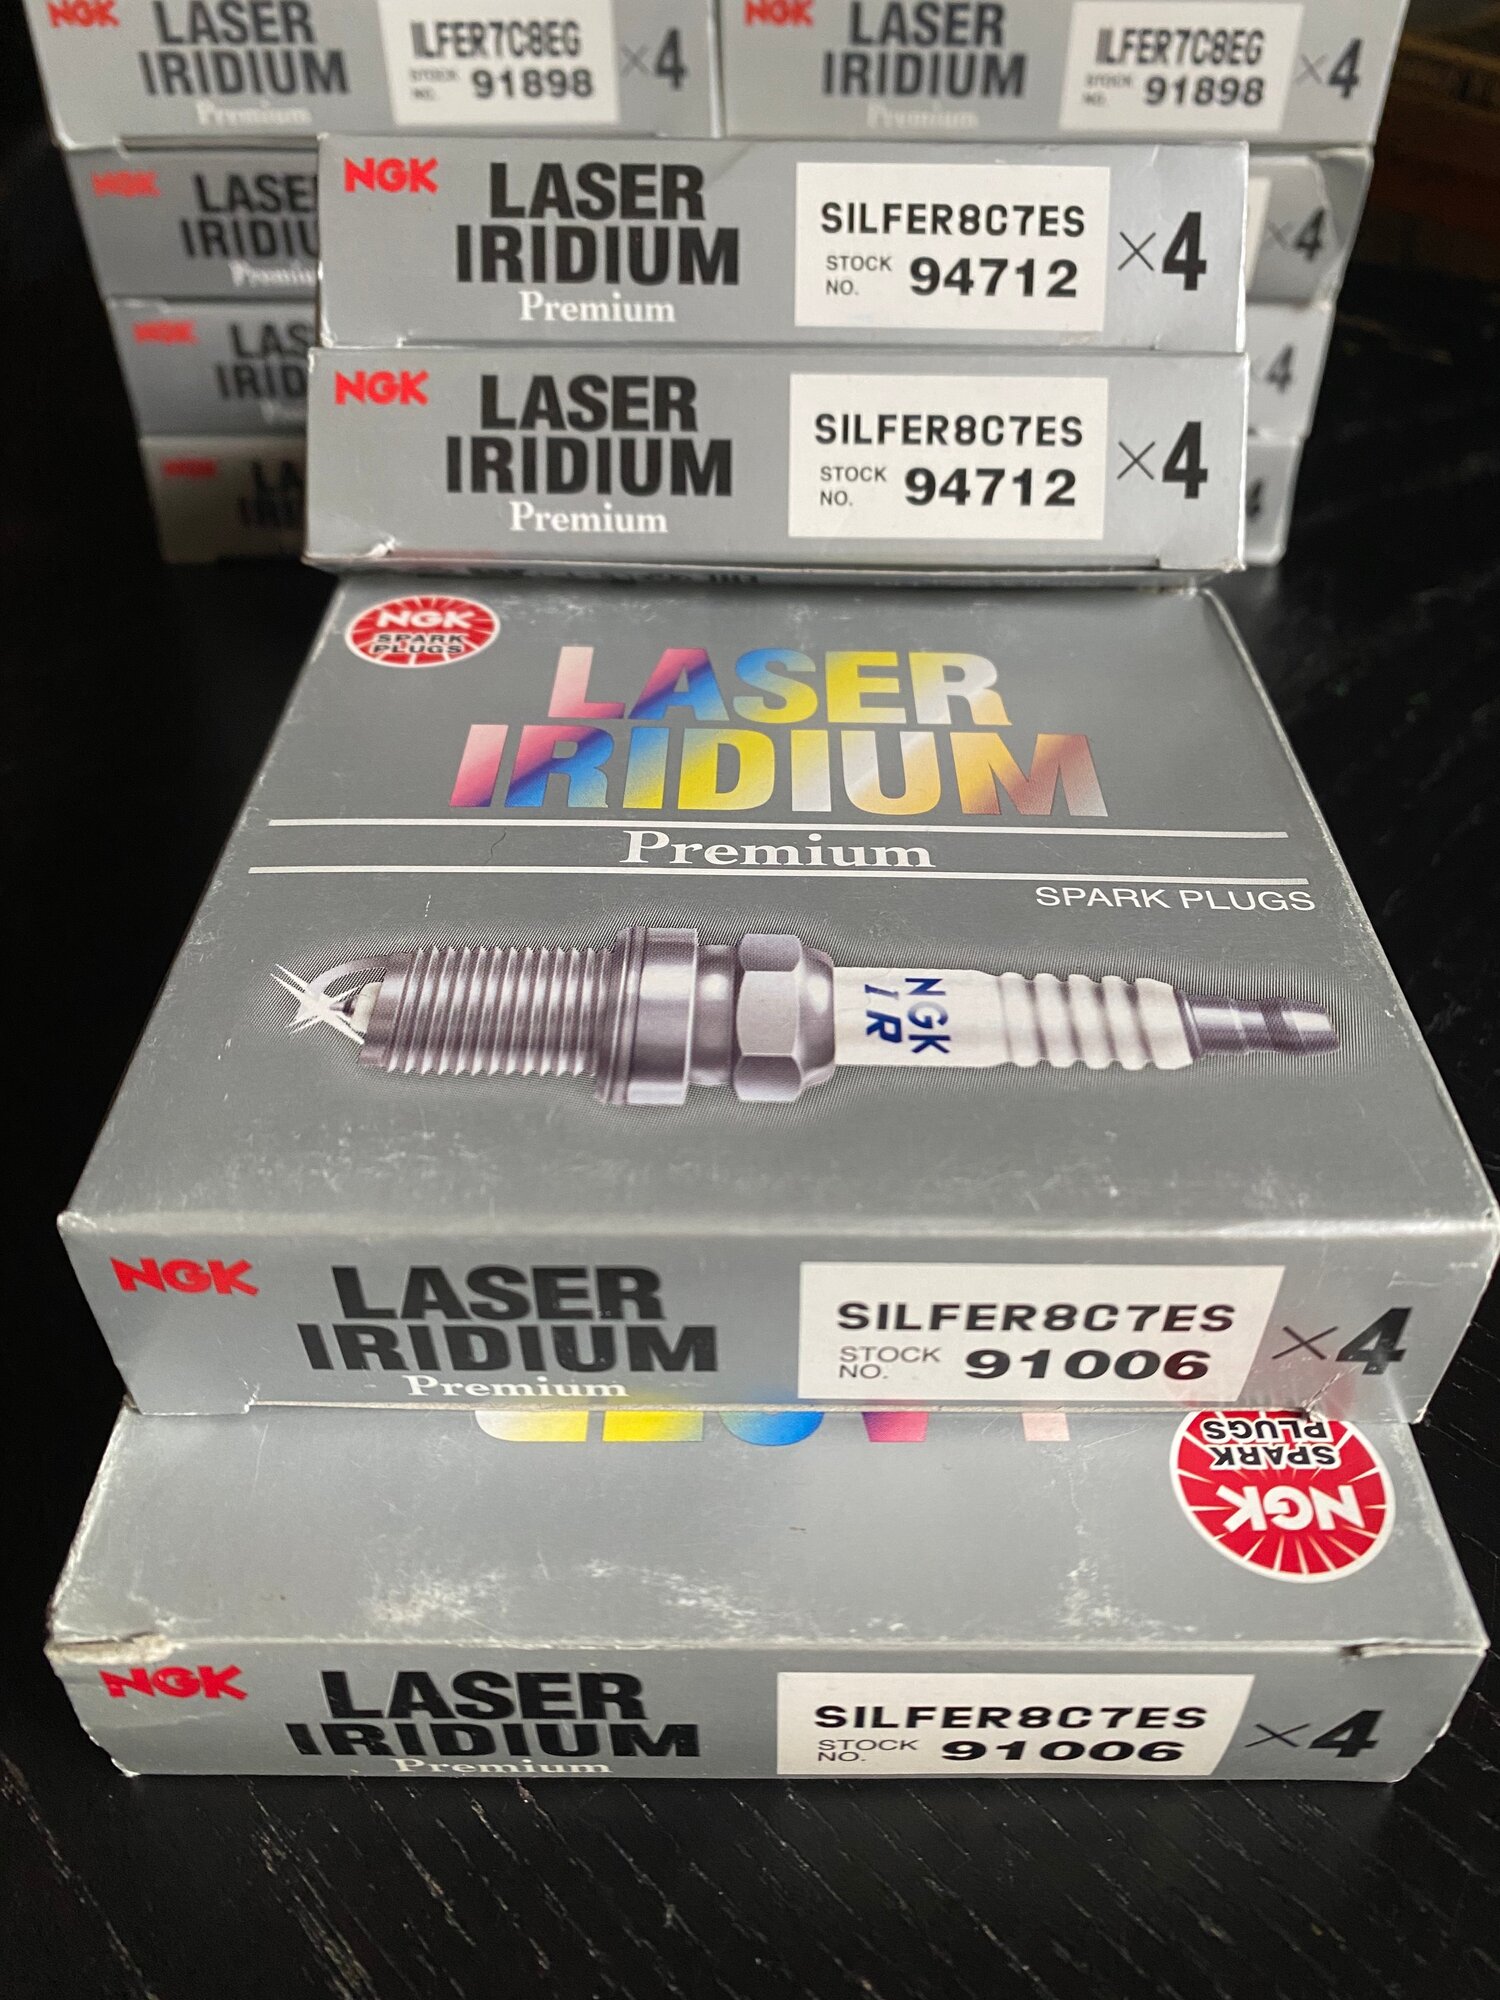 NGK
LASER
IRIDIUM
Premium
ILFER7C8EG
STOCK
NO.
91898
×4
NGK
LASER
IRIDIUM
Premium
ILFER7C8EG
STOCK
NO.
91898
×4
NGK
LASER
IRIDIUM
Premium
SILFER8C7ES
STOCK
NO.
94712
×4
×4
NGK
NGK
LASER
IRIDIUM
Premium
SILFER8C7ES
STOCK
NO.
94712
×4
NGK
SPARK
PLUGS
LASER
IRIDIUM
Premium
SPARK PLUGS
NGK
IR
NGK
LASER
IRIDIUM
Premium
SILFER8C7ES
STOCK
NO.
91006
×4
NGK
SPARK
PLUGS
NGK
LASER
IRIDIUM
Premium
SILFER8C7ES
STOCK
NO.
91006
×4